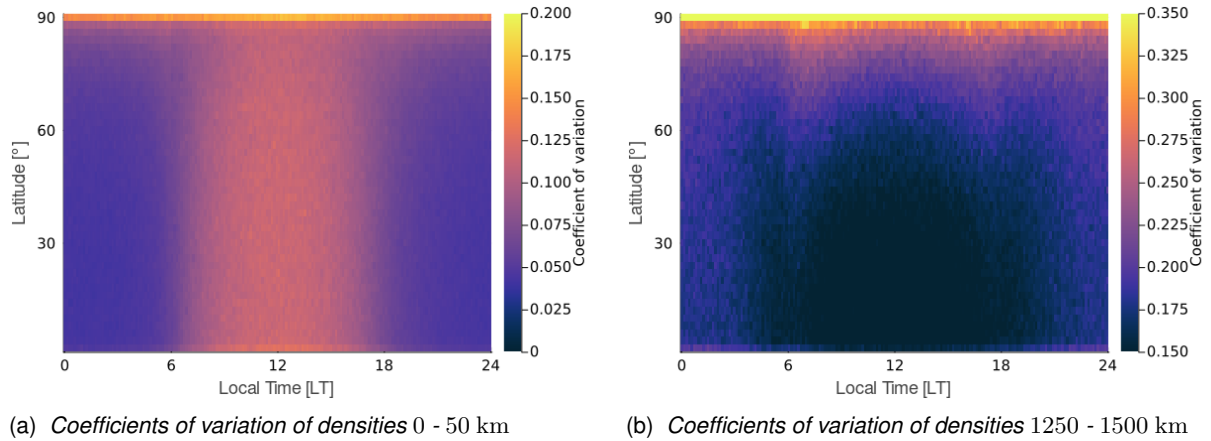 90
60
30
0 6 12 18 24
Latitude [°]
Local Time [LT]
0.200
0.175
0.150
0.125
0.100
0.075
0.050
0.025
0
Coefficient of variation
(a) Coefficients of variation of densities 0 - 50 km
90
60
30
0 6 12 18 24
Latitude [°]
Local Time [LT]
0.350
0.325
0.300
0.275
0.250
0.225
0.200
0.175
0.150
Coefficient of variation
(b) Coefficients of variation of densities 1250 - 1500 km